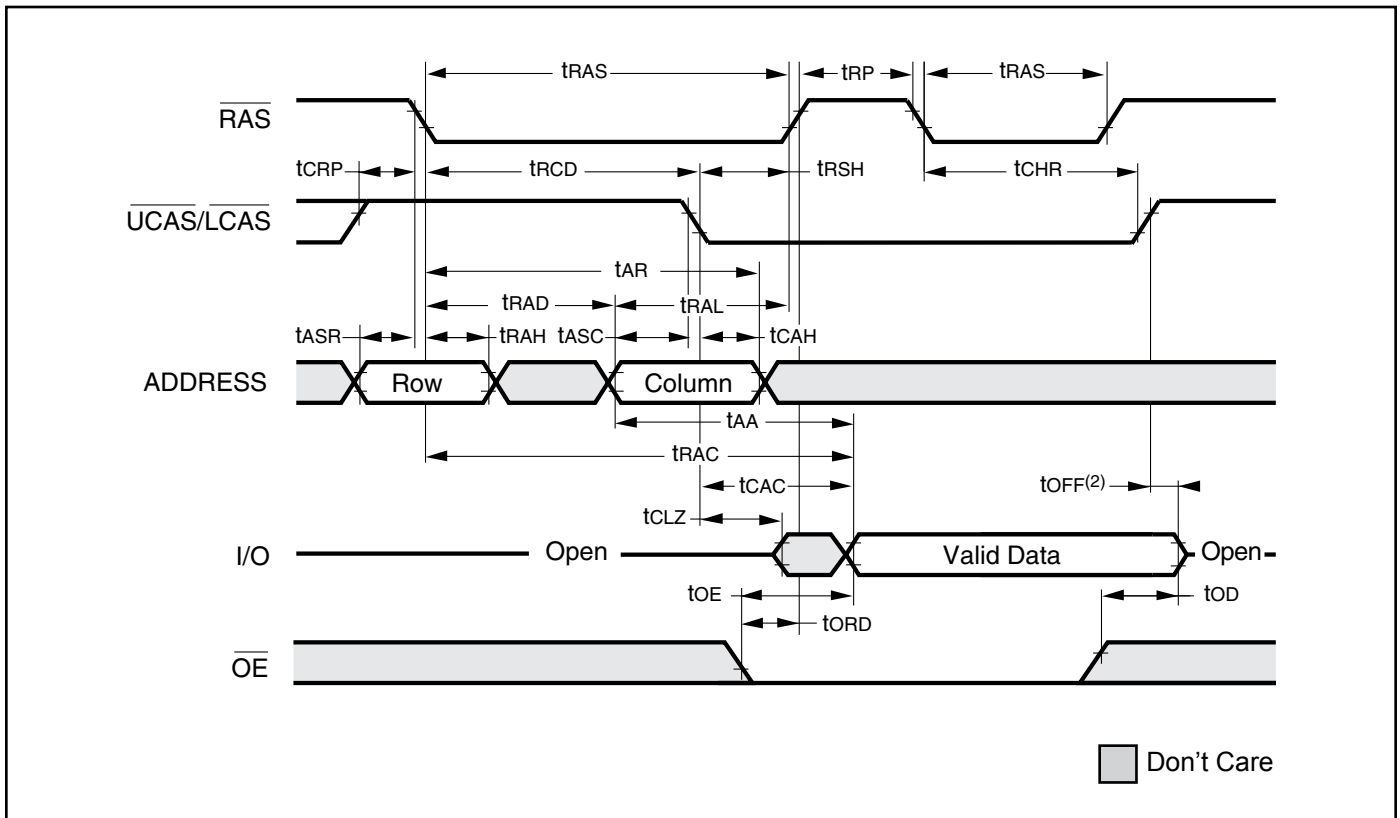 tRAS tRP tRAS
RAS
tCRP tRCD tRSH tCHR
UCAS/LCAS
tAR
tRAD tRAL
tASR tRAH tASC tCAH
ADDRESS Row Column
tAA
tRAC
tCAC tOFF(2)
tCLZ
I/O Open Valid Data Open
tOE tOD
tORD
OE
Don't Care